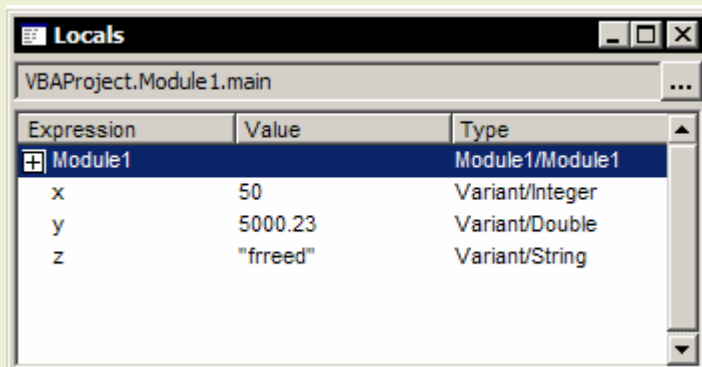 Locals
VBAProject.Module1.main ...
Expression Value Type
Module1 Module1/Module1
x 50 Variant/Integer
y 5000.23 Variant/Double
z "frreed" Variant/String